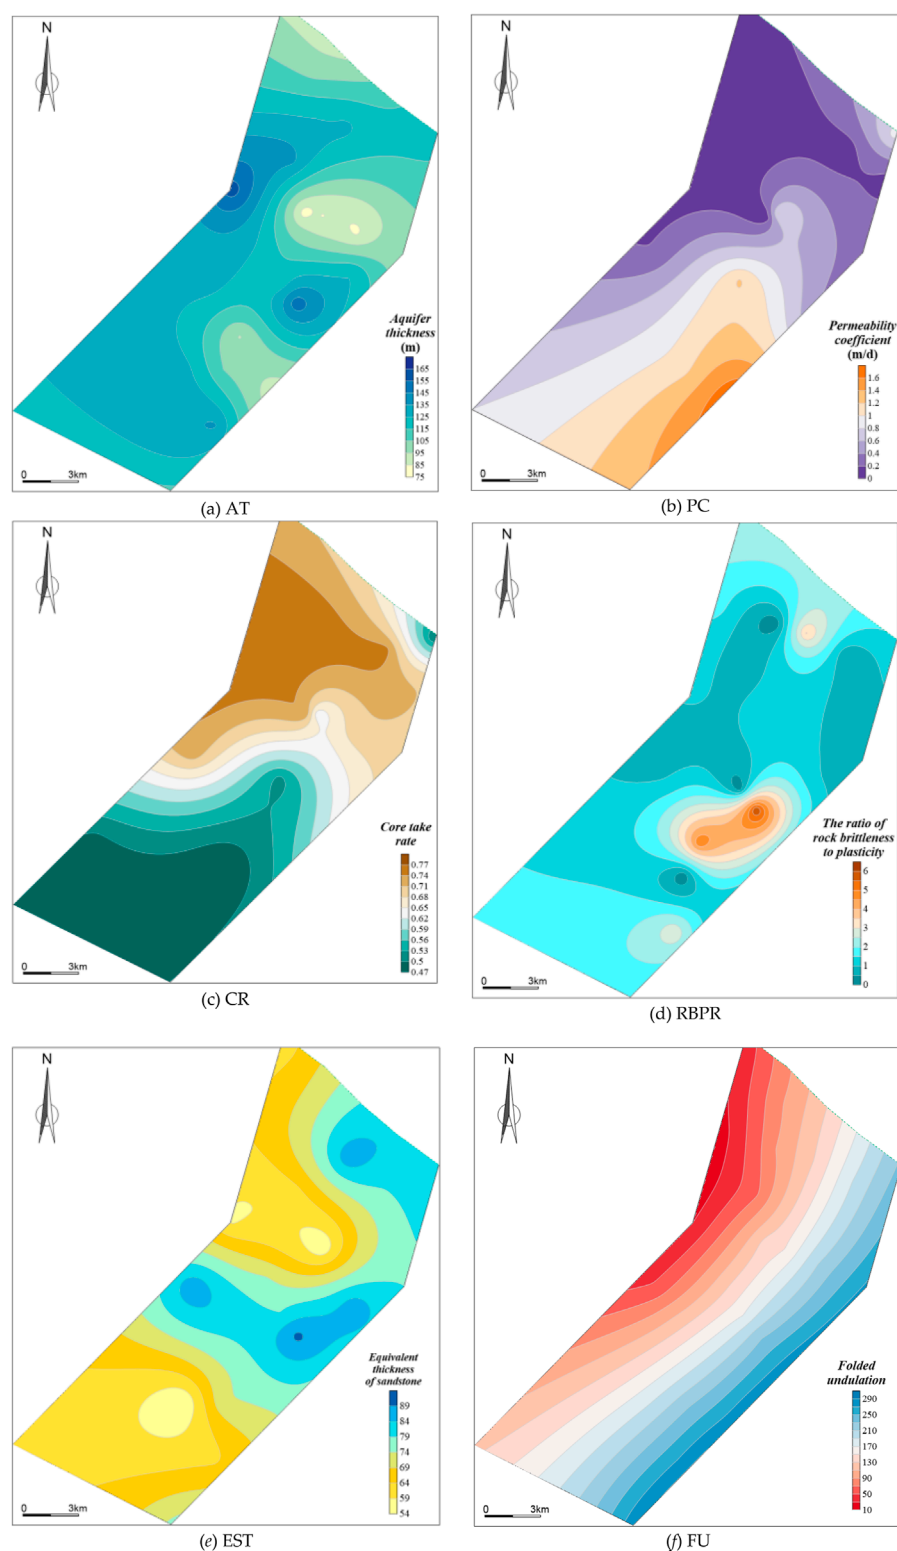 N
Aquifer
thickness
(m)
165
155
145
135
125
115
105
95
85
75
0 3km
(a) AT
N
Permeability
coefficient
(m/d)
1.6
1.4
1.2
1
0.8
0.6
0.4
0.2
0
0 3km
(b) PC
N
Core take
rate
0.77
0.74
0.71
0.68
0.65
0.62
0.59
0.56
0.53
0.5
0.47
0 3km
(c) CR
N
The ratio of
rock brittleness
to plasticity
6
5
4
3
2
1
0
0 3km
(d) RBPR
N
Equivalent
thickness
of sandstone
89
84
79
74
69
64
59
54
0 3km
(e) EST
N
Folded
undulation
290
250
210
170
130
90
50
10
0 3km
(f) FU